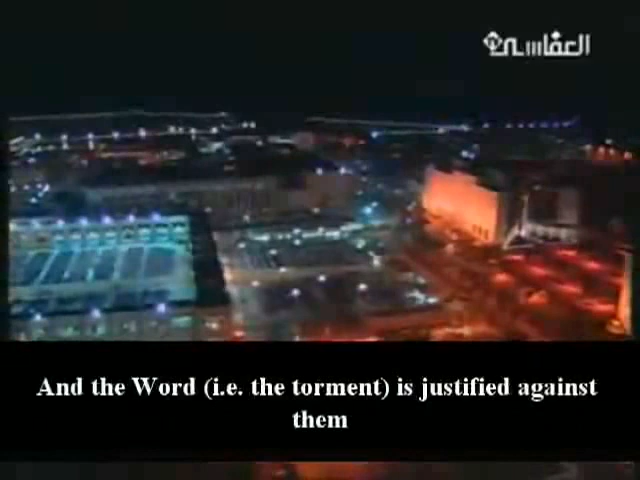 العفاسي
And the Word (i.e. the torment) is justified against
them